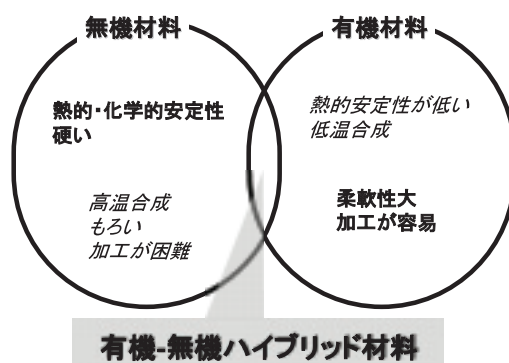 無機材料
有機材料
熱的・化学的安定性
硬い
高温合成
もろい
加工が困難
熱的安定性が低い
低温合成
柔軟性大
加工が容易
有機-無機ハイブリッド材料